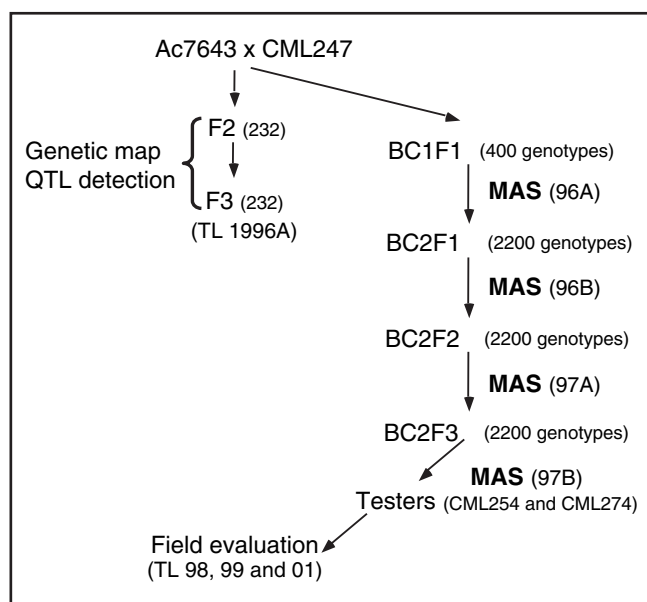 Ac7643 x CML247
F2 (232)
Genetic map
QTL detection
F3 (232)
(TL 1996A)
BC1F1 (400 genotypes)
MAS (96A)
BC2F1 (2200 genotypes)
MAS (96B)
BC2F2 (2200 genotypes)
MAS (97A)
BC2F3 (2200 genotypes)
MAS (97B)
Testers (CML254 and CML274)
Field evaluation
(TL 98, 99 and 01)